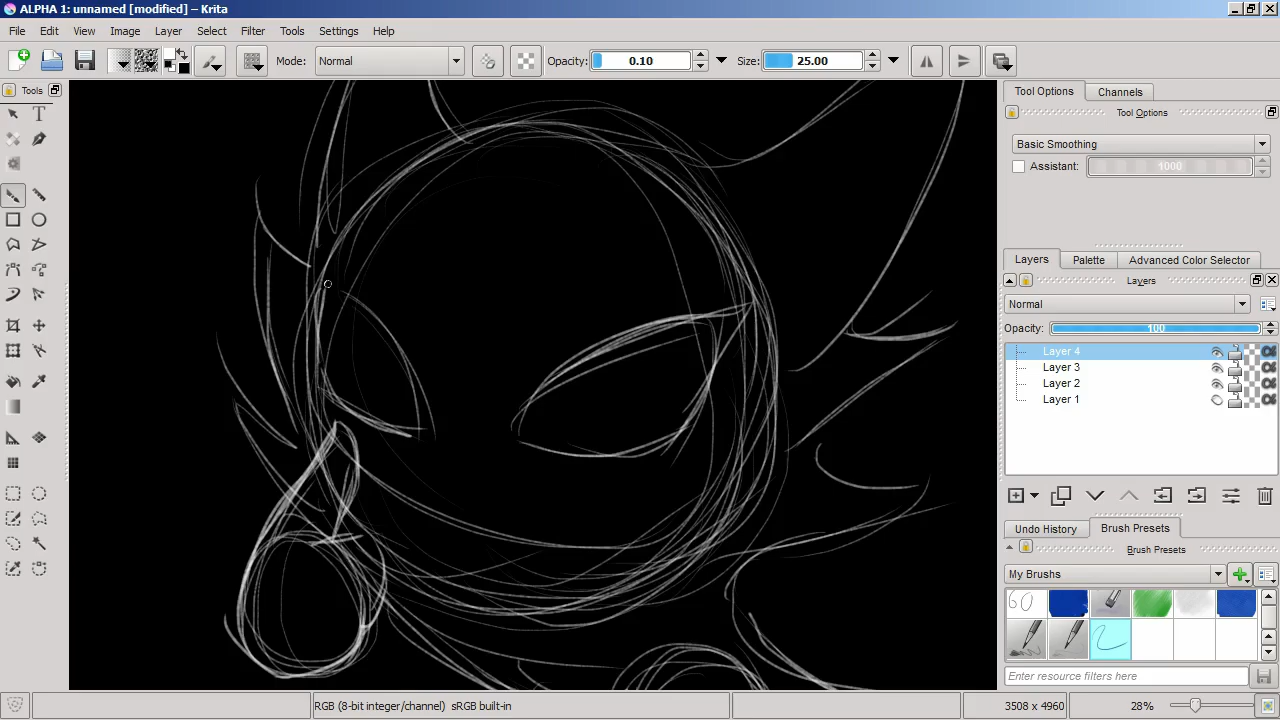 ALPHA 1: unnamed [modified] - Krita
File Edit View Image Layer Select Filter Tools Settings Help
Mode: Normal Opacity: 0.10 Size: 25.00
Tools
Tool Options Channels
Tool Options
Basic Smoothing
Assistant: 1000
Layers Palette Advanced Color Selector
Layers
Normal
Opacity: 100
Layer 4
Layer 3
Layer 2
Layer 1
Undo History Brush Presets
Brush Presets
My Brushes
Enter resource filters here
RGB (8-bit integer/channel) sRGB built-in 3508 x 4960 28%